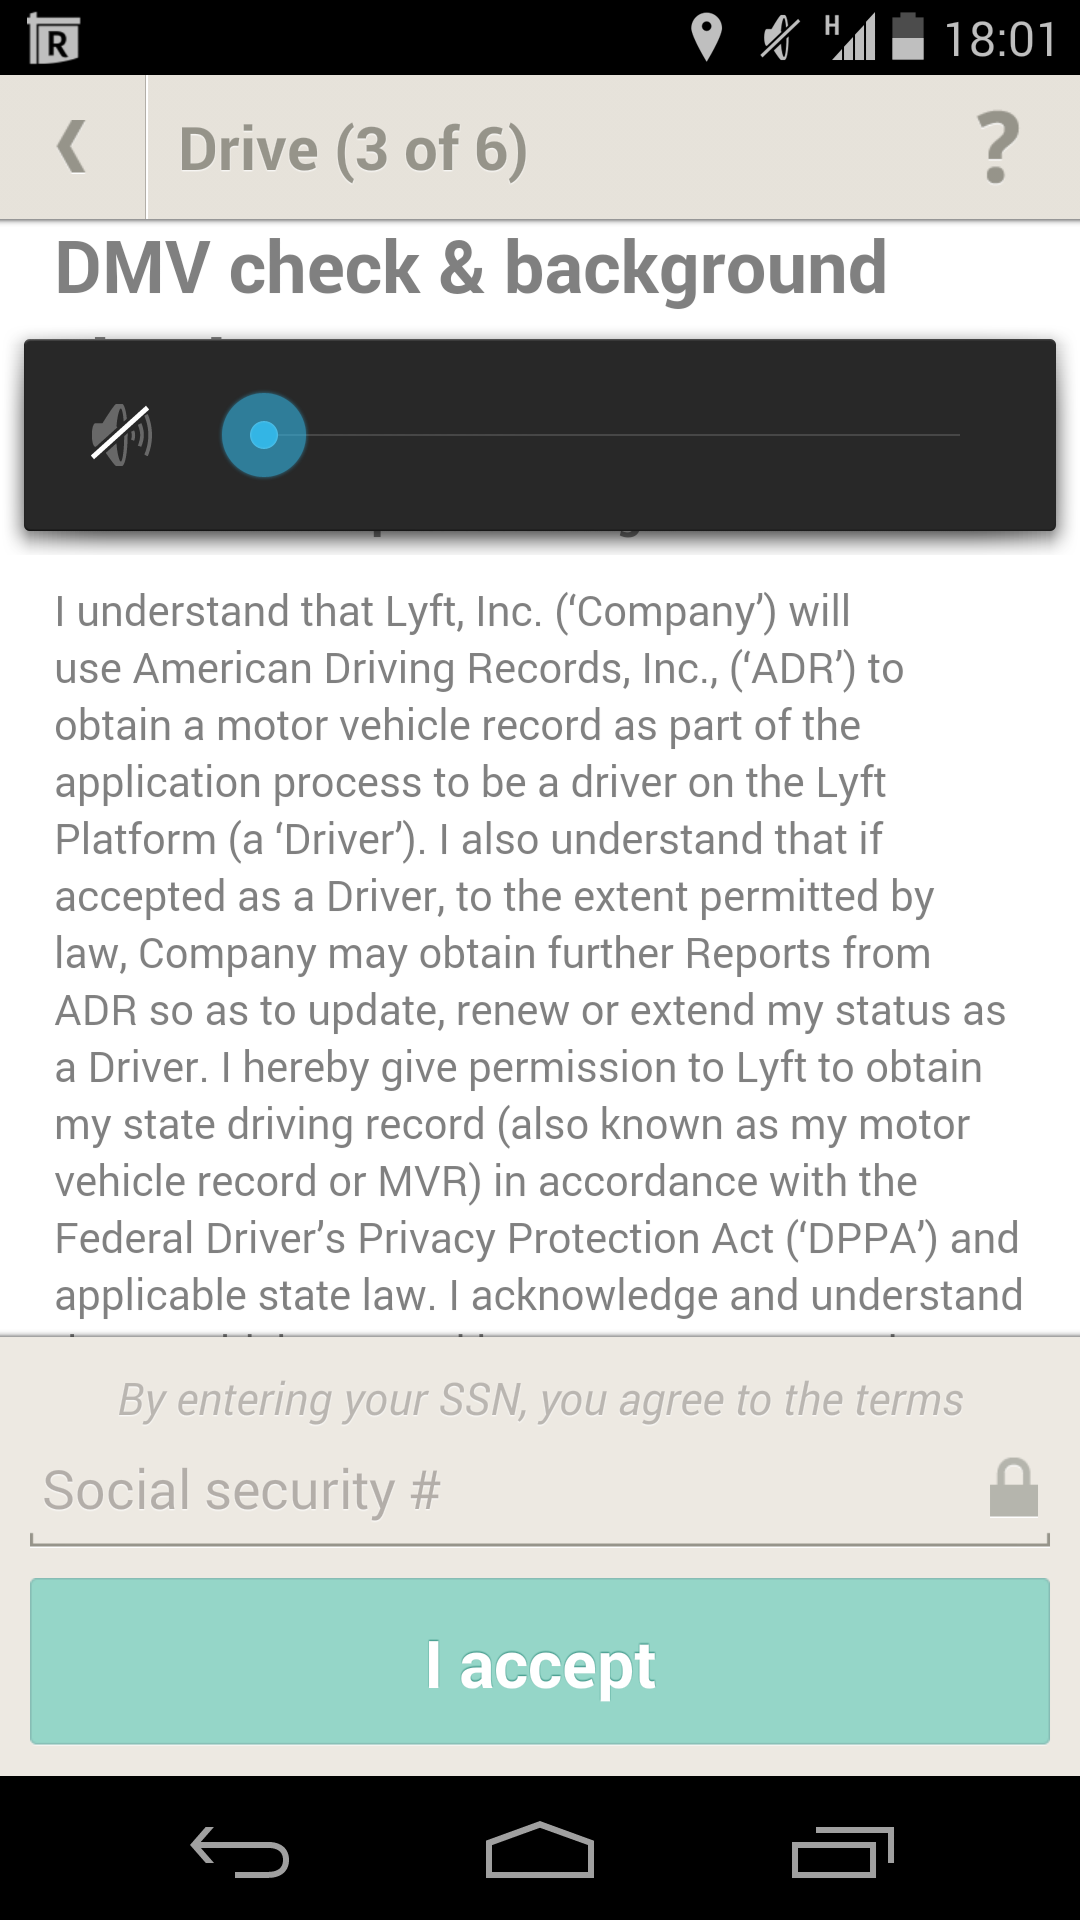 R
H
18:01
Drive (3 of 6)
?
DMV check & background
I understand that Lyft, Inc. (‘Company’) will
use American Driving Records, Inc., (‘ADR’) to
obtain a motor vehicle record as part of the
application process to be a driver on the Lyft
Platform (a ‘Driver’). I also understand that if
accepted as a Driver, to the extent permitted by
law, Company may obtain further Reports from
ADR so as to update, renew or extend my status as
a Driver. I hereby give permission to Lyft to obtain
my state driving record (also known as my motor
vehicle record or MVR) in accordance with the
Federal Driver’s Privacy Protection Act (‘DPPA’) and
applicable state law. I acknowledge and understand
By entering your SSN, you agree to the terms
Social security #
I accept